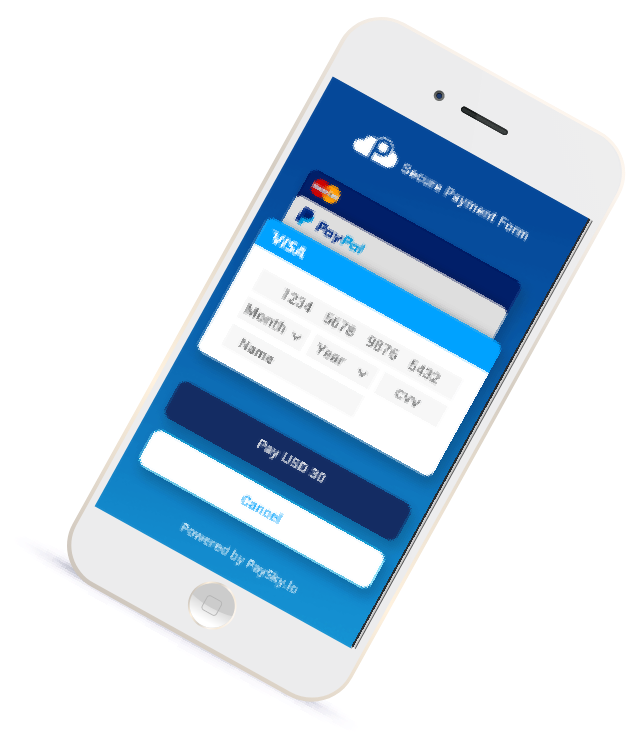 P
Secure Payment Form
MasterCard
PayPal
VISA
1234 5678 9876 5432
Month Year CVV
Name
Pay USD 30
Cancel
Powered by PaySky.io